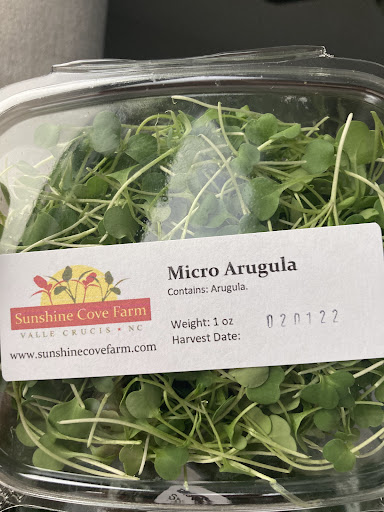 Sunshine Cove Farm
VALLE CRUCIS • NC
www.sunshinecovefarm.com
Micro Arugula
Contains: Arugula.
Weight: 1 oz
Harvest Date: 020122